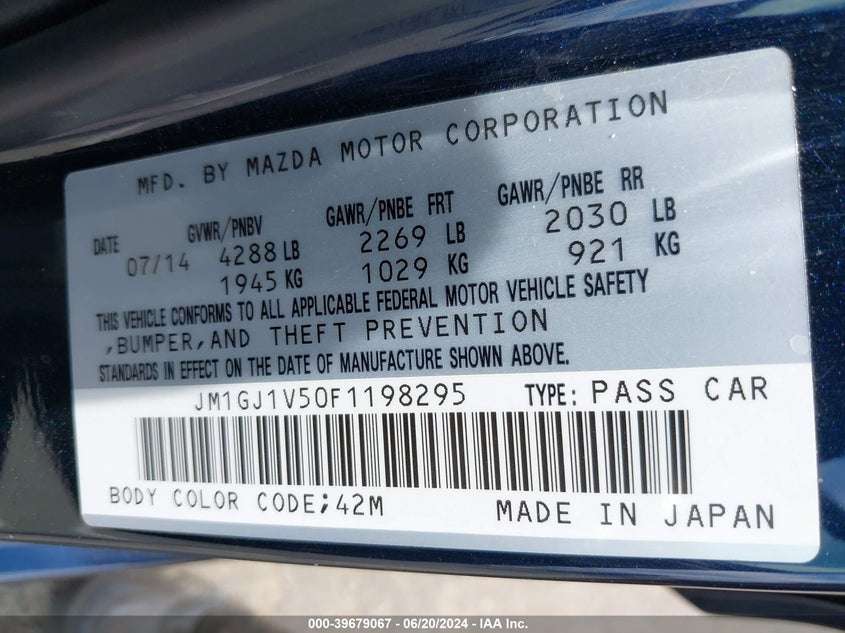 MFD. BY MAZDA MOTOR CORPORATION
DATE GVWR/PNBV GAWR/PNBE FRT GAWR/PNBE RR
07/14 4288 LB 2269 LB 2030 LB
1945 KG 1029 KG 921 KG
THIS VEHICLE CONFORMS TO ALL APPLICABLE FEDERAL MOTOR VEHICLE SAFETY
,BUMPER,AND THEFT PREVENTION
STANDARDS IN EFFECT ON THE DATE OF MANUFACTURE SHOWN ABOVE.
JM1GJ1V50F1198295 TYPE: PASS CAR
BODY COLOR CODE;42M MADE IN JAPAN
000-39679067 - 06/20/2024 - IAA Inc.